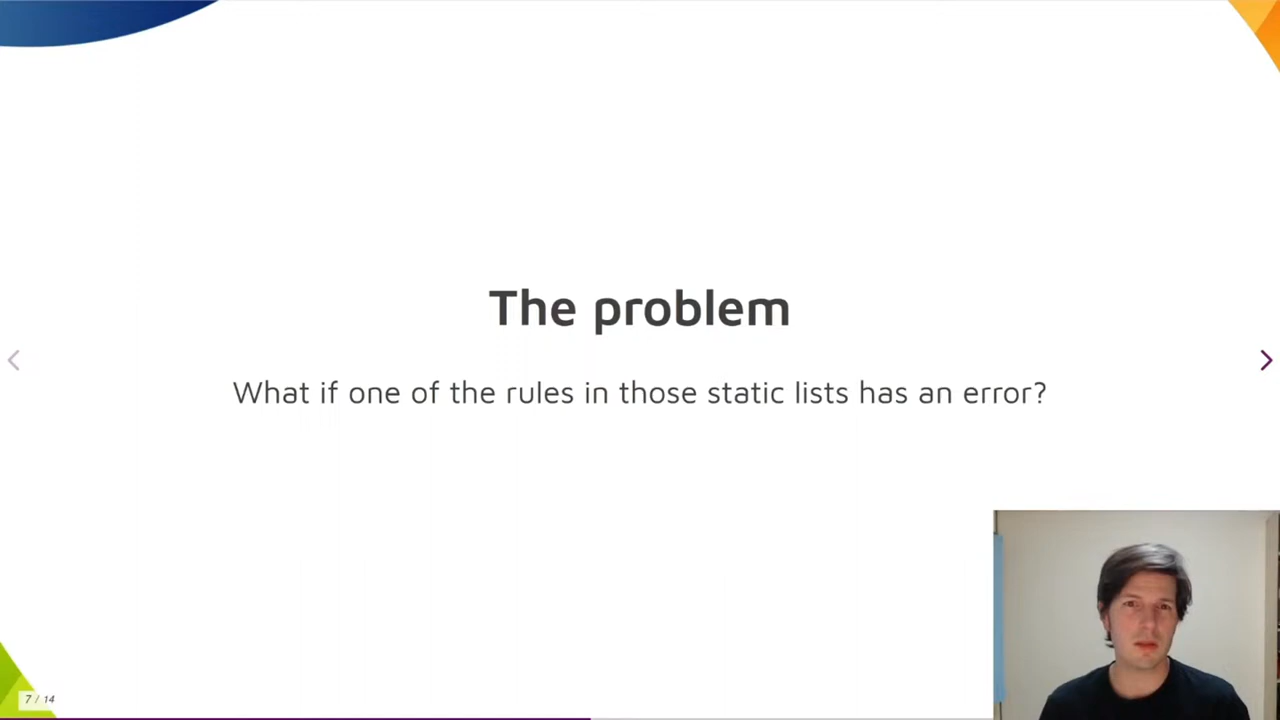 The problem
What if one of the rules in those static lists has an error?
7 / 14